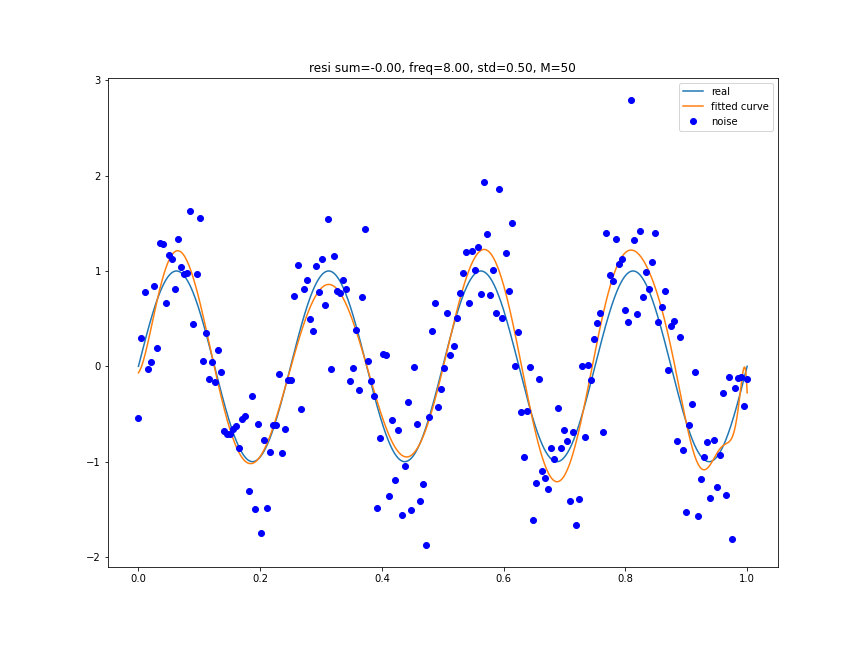 resi sum=-0.00, freq=8.00, std=0.50, M=50
real
fitted curve
noise
3
2
1
0
−1
−2
0.0 0.2 0.4 0.6 0.8 1.0